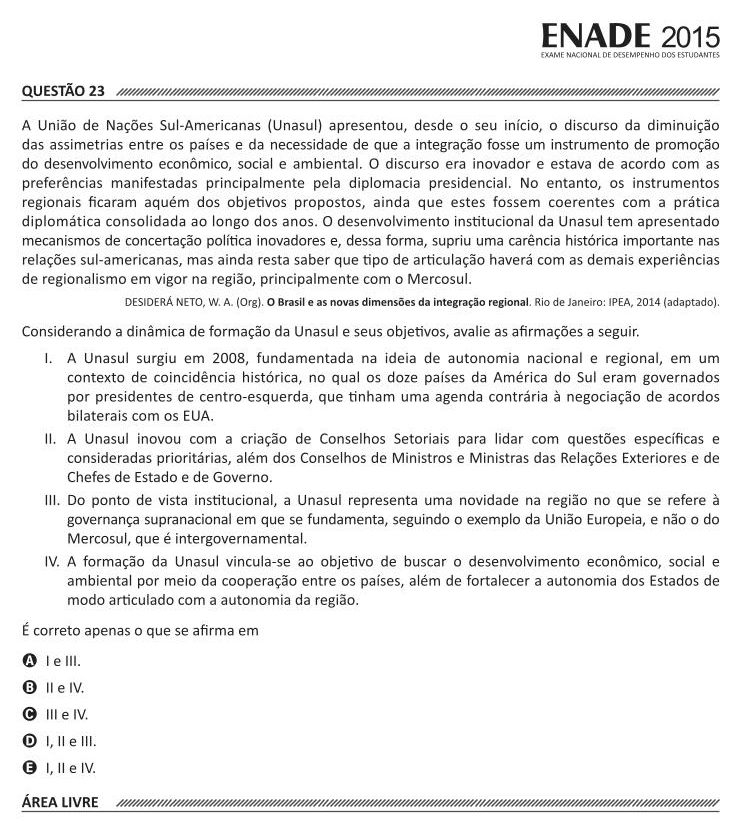 ENADE 2015
EXAME NACIONAL DE DESEMPENHO DOS ESTUDANTES
QUESTÃO 23
A União de Nações Sul-Americanas (Unasul) apresentou, desde o seu início, o discurso da diminuição
das assimetrias entre os países e da necessidade de que a integração fosse um instrumento de promoção
do desenvolvimento econômico, social e ambiental. O discurso era inovador e estava de acordo com as
preferências manifestadas principalmente pela diplomacia presidencial. No entanto, os instrumentos
regionais ficaram aquém dos objetivos propostos, ainda que estes fossem coerentes com a prática
diplomática consolidada ao longo dos anos. O desenvolvimento institucional da Unasul tem apresentado
mecanismos de concertação política inovadores e, dessa forma, supriu uma carência histórica importante nas
relações sul-americanas, mas ainda resta saber que tipo de articulação haverá com as demais experiências
de regionalismo em vigor na região, principalmente com o Mercosul.
DESIDERÁ NETO, W. A. (Org). O Brasil e as novas dimensões da integração regional. Rio de Janeiro: IPEA, 2014 (adaptado).
Considerando a dinâmica de formação da Unasul e seus objetivos, avalie as afirmações a seguir.
I. A Unasul surgiu em 2008, fundamentada na ideia de autonomia nacional e regional, em um
contexto de coincidência histórica, no qual os doze países da América do Sul eram governados
por presidentes de centro-esquerda, que tinham uma agenda contrária à negociação de acordos
bilaterais com os EUA.
II. A Unasul inovou com a criação de Conselhos Setoriais para lidar com questões específicas e
consideradas prioritárias, além dos Conselhos de Ministros e Ministras das Relações Exteriores e de
Chefes de Estado e de Governo.
III. Do ponto de vista institucional, a Unasul representa uma novidade na região no que se refere à
governança supranacional em que se fundamenta, seguindo o exemplo da União Europeia, e não o do
Mercosul, que é intergovernamental.
IV. A formação da Unasul vincula-se ao objetivo de buscar o desenvolvimento econômico, social e
ambiental por meio da cooperação entre os países, além de fortalecer a autonomia dos Estados de
modo articulado com a autonomia da região.
É correto apenas o que se afirma em
A I e III.
B II e IV.
C III e IV.
D I, II e III.
E I, II e IV.
ÁREA LIVRE